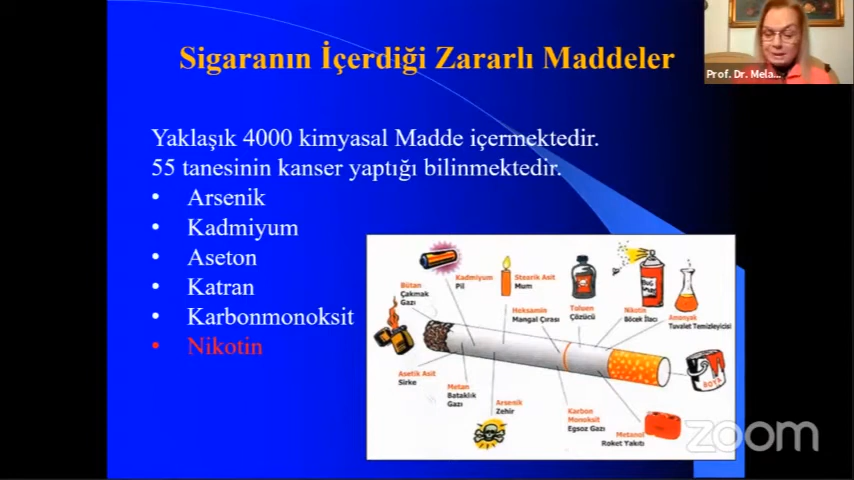 Sigaranın İçerdiği Zararlı Maddeler
Prof. Dr. Mela...
Yaklaşık 4000 kimyasal Madde içermektedir.
55 tanesinin kanser yaptığı bilinmektedir.
• Arsenik
• Kadmiyum
• Aseton
• Katran
• Karbonmonoksit
• Nikotin
Bütan
Çakmak
Gazı
Kadmiyum
Pil
Stearik Asit
Mum
Heksamin
Mangal Çırası
Toluen
Çözücü
Nikotin
Böcek İlacı
Amonyak
Tuvalet Temizleyicisi
BOYA
Asetik Asit
Sirke
Metan
Bataklık
Gazı
Arsenik
Zehir
Karbon
Monoksit
Egsoz Gazı
Metanol
Roket Yakıtı
zoom